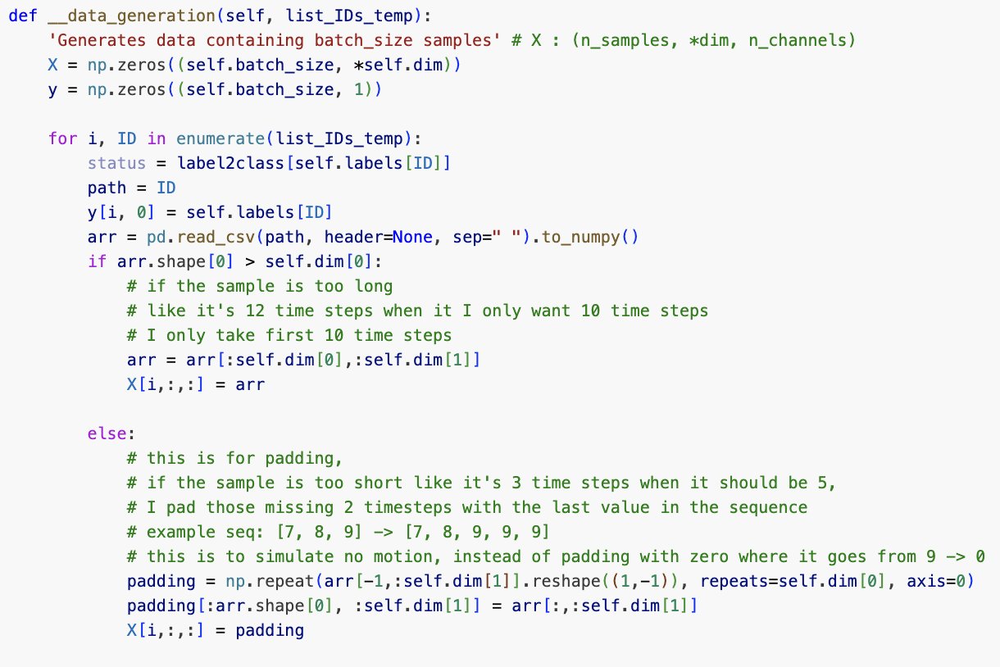 def __data_generation(self, list_IDs_temp):
    'Generates data containing batch_size samples' # X : (n_samples, *dim, n_channels)
    X = np.zeros((self.batch_size, *self.dim))
    y = np.zeros((self.batch_size, 1))

    for i, ID in enumerate(list_IDs_temp):
        status = label2class[self.labels[ID]]
        path = ID
        y[i, 0] = self.labels[ID]
        arr = pd.read_csv(path, header=None, sep=" ").to_numpy()
        if arr.shape[0] > self.dim[0]:
            # if the sample is too long
            # like it's 12 time steps when it I only want 10 time steps
            # I only take first 10 time steps
            arr = arr[:self.dim[0],:self.dim[1]]
            X[i,:,:] = arr

        else:
            # this is for padding,
            # if the sample is too short like it's 3 time steps when it should be 5,
            # I pad those missing 2 timesteps with the last value in the sequence
            # example seq: [7, 8, 9] -> [7, 8, 9, 9, 9]
            # this is to simulate no motion, instead of padding with zero where it goes from 9 -> 0
            padding = np.repeat(arr[-1,:self.dim[1]].reshape((1,-1)), repeats=self.dim[0], axis=0)
            padding[:arr.shape[0], :self.dim[1]] = arr[:,:self.dim[1]]
            X[i,:,:] = padding